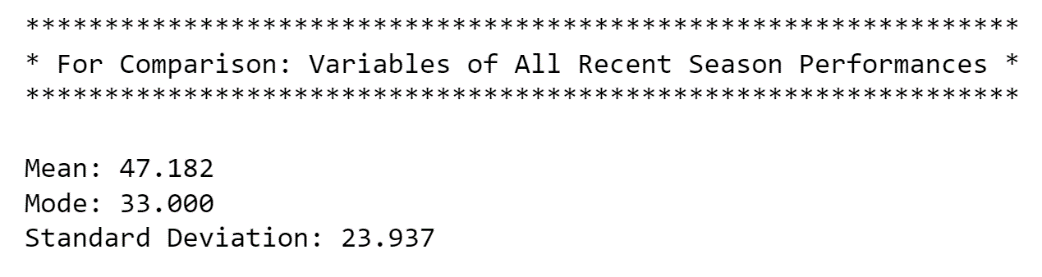 ***************************************************************
* For Comparison: Variables of All Recent Season Performances *
***************************************************************
Mean: 47.182
Mode: 33.000
Standard Deviation: 23.937